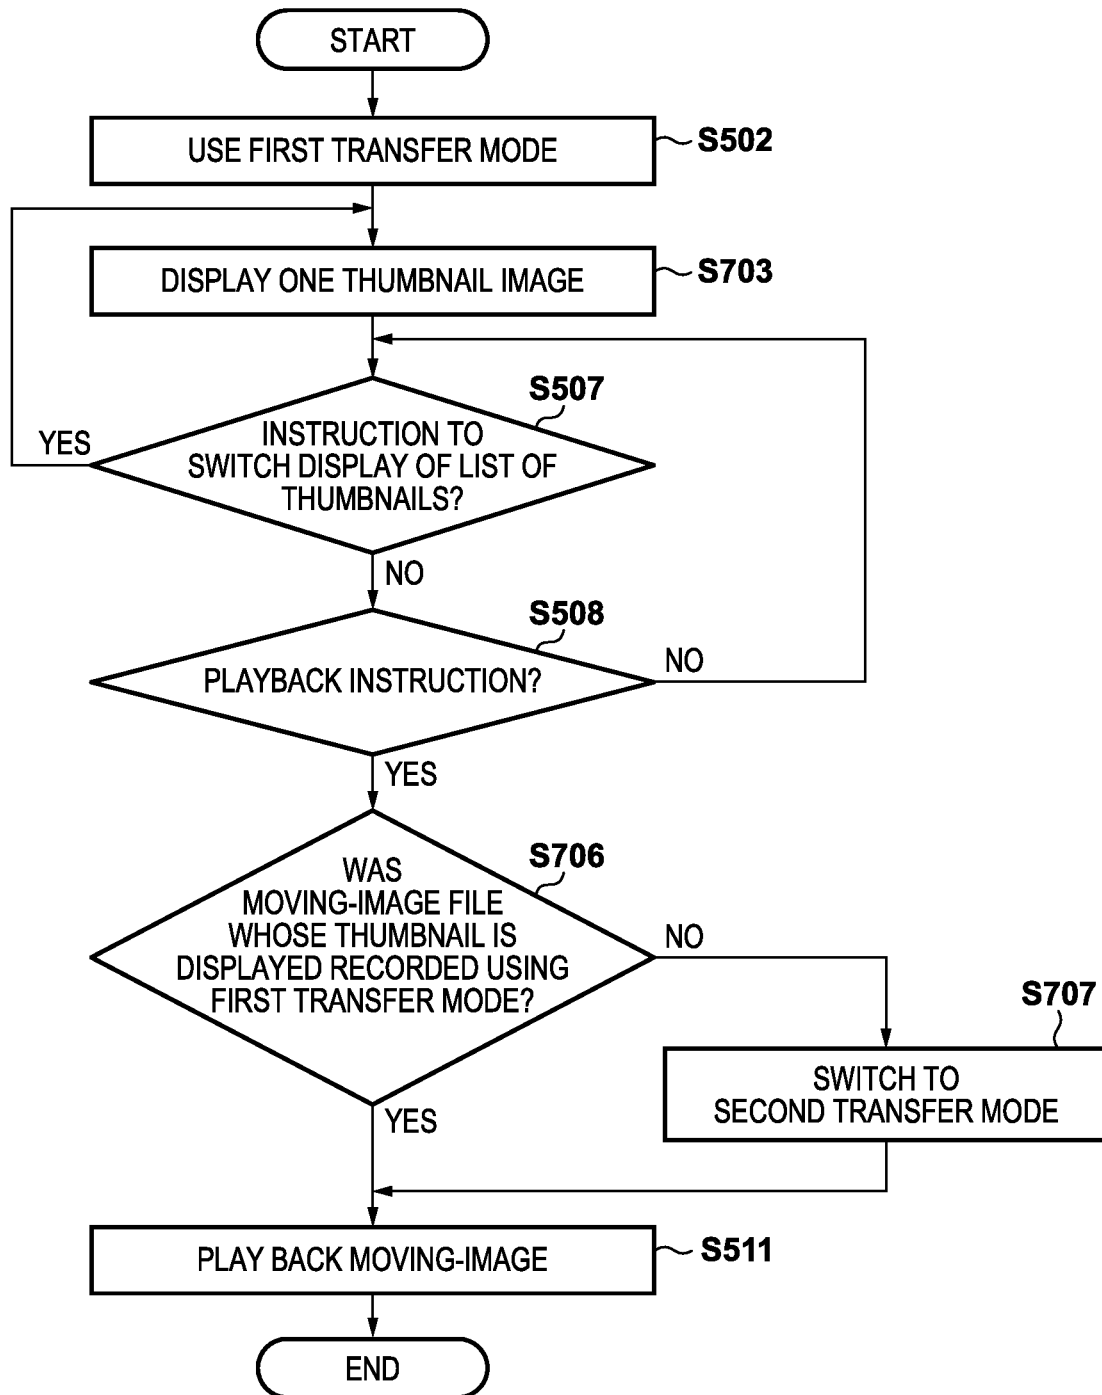 START
USE FIRST TRANSFER MODE
S502
DISPLAY ONE THUMBNAIL IMAGE
S703
S507
YES
INSTRUCTION TO
SWITCH DISPLAY OF LIST OF
THUMBNAILS?
NO
S508
PLAYBACK INSTRUCTION?
NO
YES
S706
WAS
MOVING-IMAGE FILE
WHOSE THUMBNAIL IS
DISPLAYED RECORDED USING
FIRST TRANSFER MODE?
NO
S707
SWITCH TO
SECOND TRANSFER MODE
YES
PLAY BACK MOVING-IMAGE
S511
END